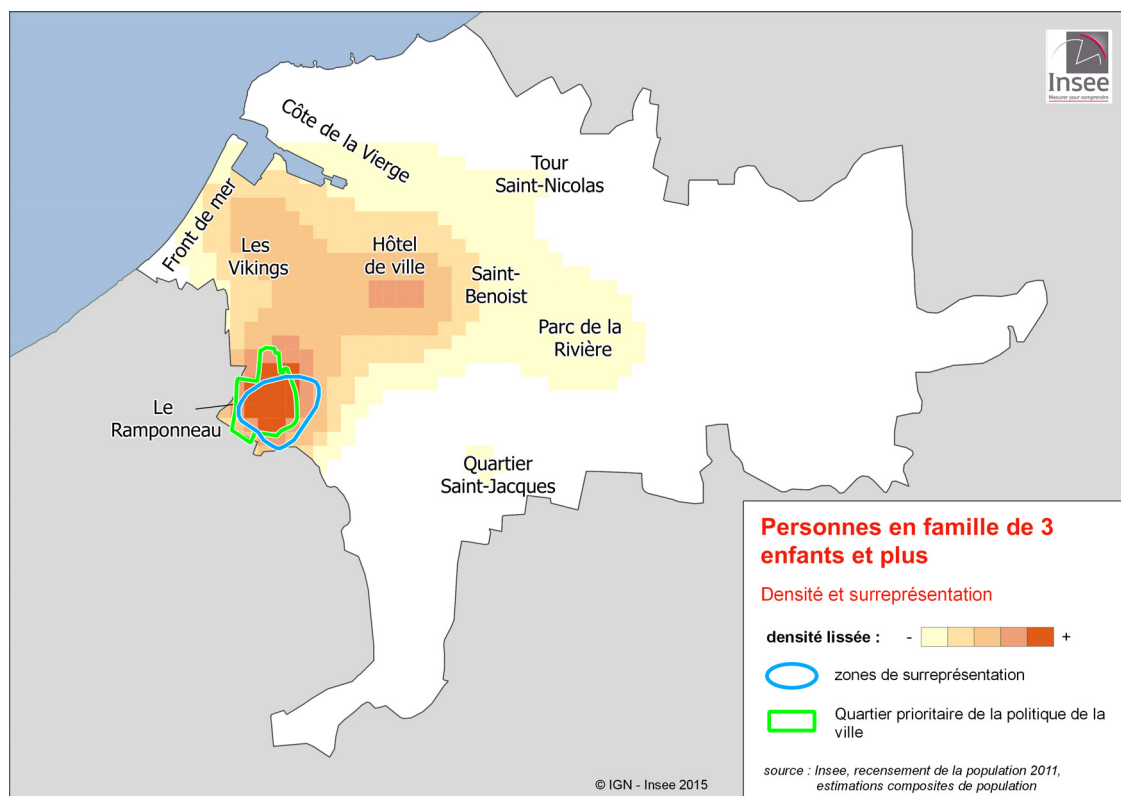 Insee
Mesurer pour comprendre
Côte de la Vierge
Tour
Saint-Nicolas
Front de mer
Les
Vikings
Hôtel
de ville
Saint-
Benoist
Parc de la
Rivière
Le
Ramponneau
Quartier
Saint-Jacques
Personnes en famille de 3
enfants et plus
Densité et surreprésentation
densité lissée : - +
zones de surreprésentation
Quartier prioritaire de la politique de la
ville
source : Insee, recensement de la population 2011,
estimations composites de population
© IGN - Insee 2015